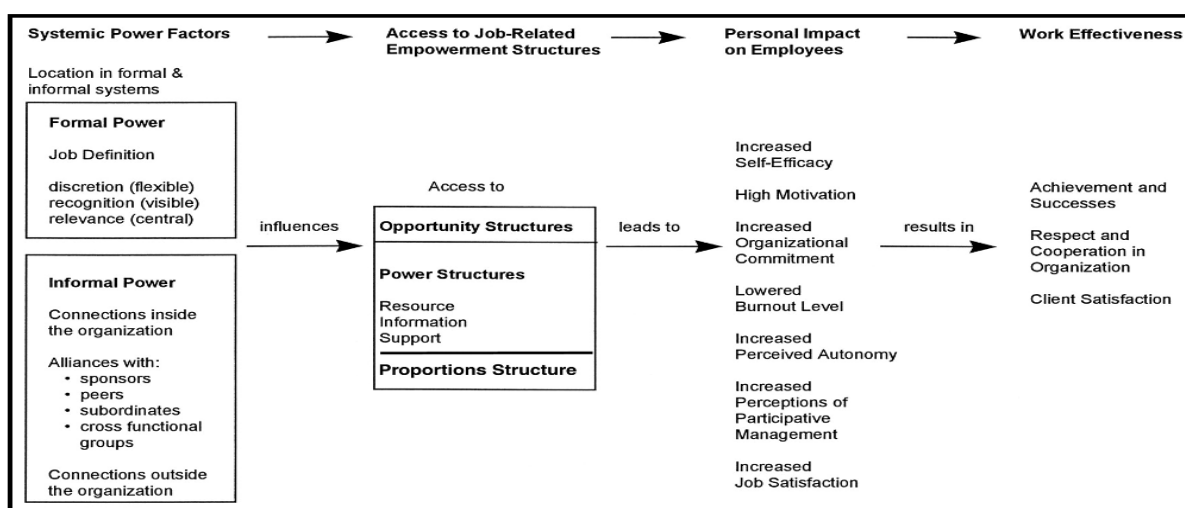 Systemic Power Factors
Access to Job-Related
Empowerment Structures
Personal Impact
on Employees
Work Effectiveness
Location in formal &
informal systems
Formal Power
Job Definition
discretion (flexible)
recognition (visible)
relevance (central)
Informal Power
Connections inside
the organization
Alliances with:
• sponsors
• peers
• subordinates
• cross functional
groups
Connections outside
the organization
influences
Access to
Opportunity Structures
Power Structures
Resource
Information
Support
Proportions Structure
leads to
Increased
Self-Efficacy
High Motivation
Increased
Organizational
Commitment
Lowered
Burnout Level
Increased
Perceived Autonomy
Increased
Perceptions of
Participative
Management
Increased
Job Satisfaction
results in
Achievement and
Successes
Respect and
Cooperation in
Organization
Client Satisfaction